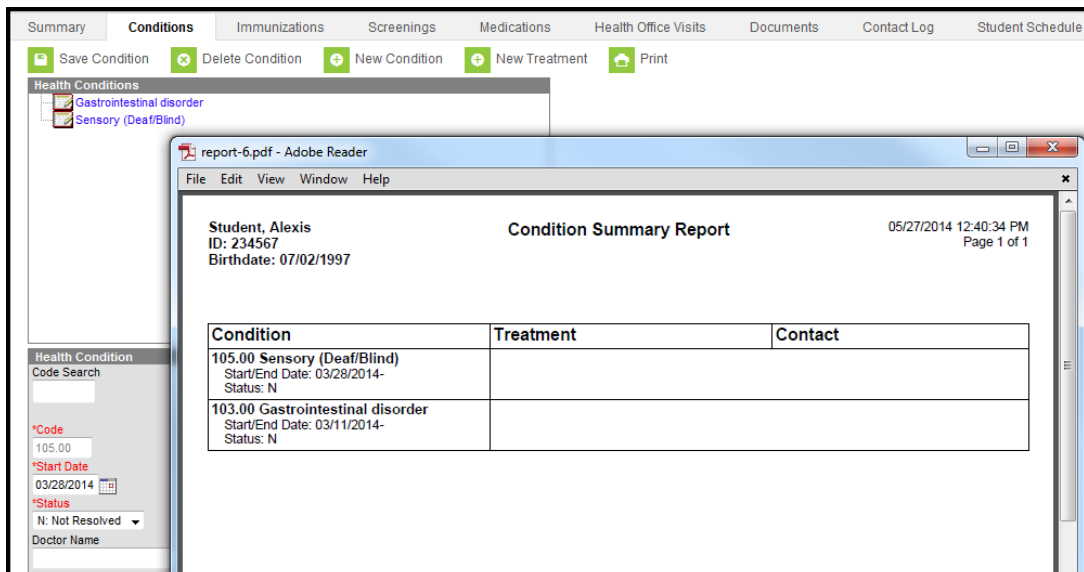 Summary Conditions Immunizations Screenings Medications Health Office Visits Documents Contact Log Student Schedule
Save Condition Delete Condition New Condition New Treatment Print
Health Conditions
Gastrointestinal disorder
Sensory (Deaf/Blind)
report-6.pdf - Adobe Reader
File Edit View Window Help
Student, Alexis
ID: 234567
Birthdate: 07/02/1997
Condition Summary Report
05/27/2014 12:40:34 PM
Page 1 of 1
Condition Treatment Contact
105.00 Sensory (Deaf/Blind)
Start/End Date: 03/28/2014-
Status: N
103.00 Gastrointestinal disorder
Start/End Date: 03/11/2014-
Status: N
Health Condition
Code Search
*Code
105.00
*Start Date
03/28/2014
*Status
N: Not Resolved
Doctor Name